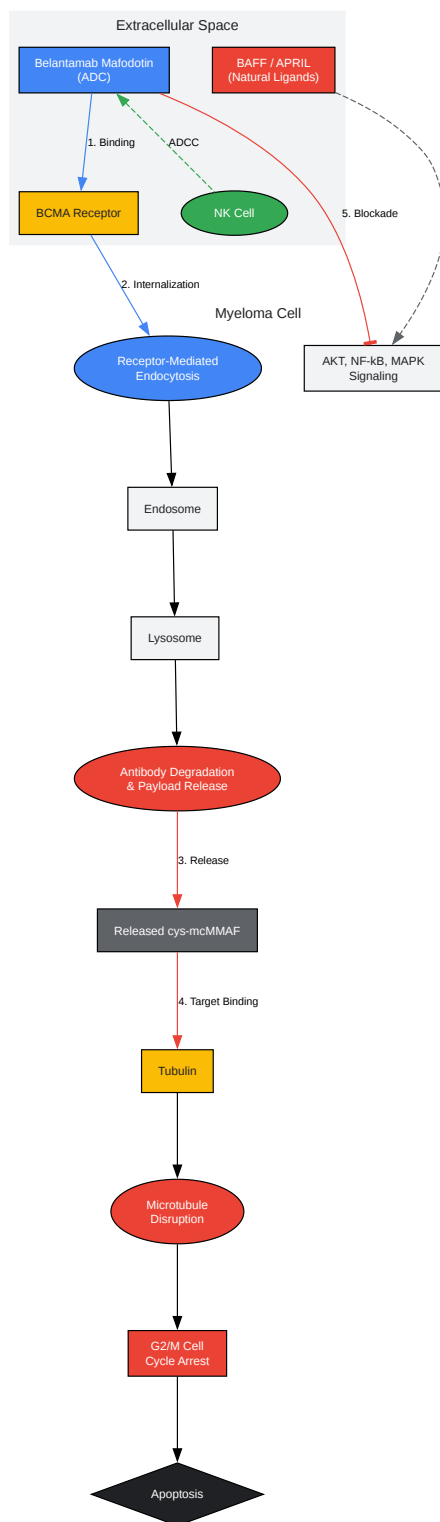 Extracellular Space
Belantamab Mafodotin
(ADC)
BAFF / APRIL
(Natural Ligands)
1. Binding
ADCC
BCMA Receptor
NK Cell
5. Blockade
2. Internalization
Myeloma Cell
Receptor-Mediated
Endocytosis
AKT, NF-kB, MAPK
Signaling
Endosome
Lysosome
Antibody Degradation
& Payload Release
3. Release
Released cys-mcMMAF
4. Target Binding
Tubulin
Microtubule
Disruption
G2/M Cell
Cycle Arrest
Apoptosis